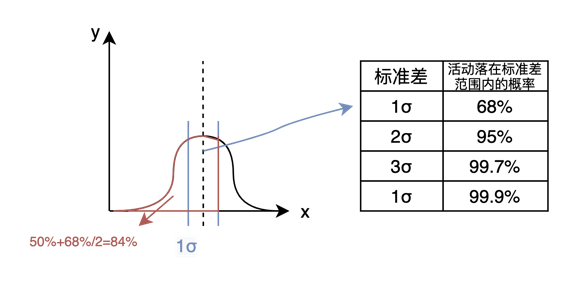 y
标准差
活动落在标准差
范围内的概率
1σ
68%
2σ
95%
3σ
99.7%
1σ
99.9%
x
50%+68%/2=84%
1σ